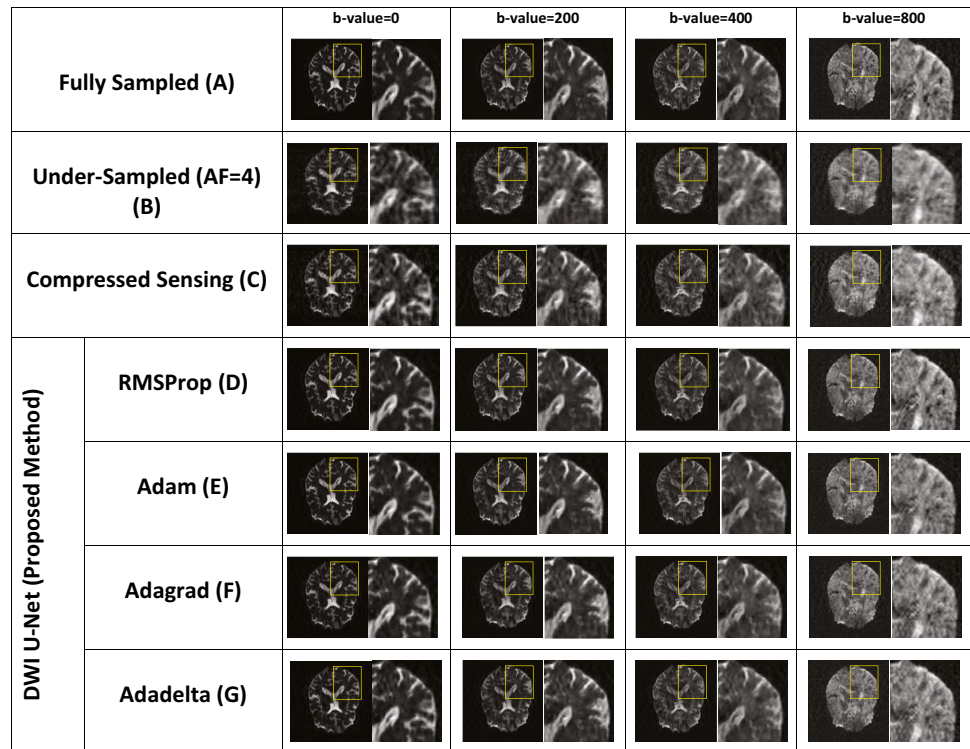 b-value=0 b-value=200 b-value=400 b-value=800
Fully Sampled (A)
Under-Sampled (AF=4)
(B)
Compressed Sensing (C)
DWI U-Net (Proposed Method)
RMSProp (D)
Adam (E)
Adagrad (F)
Adadelta (G)